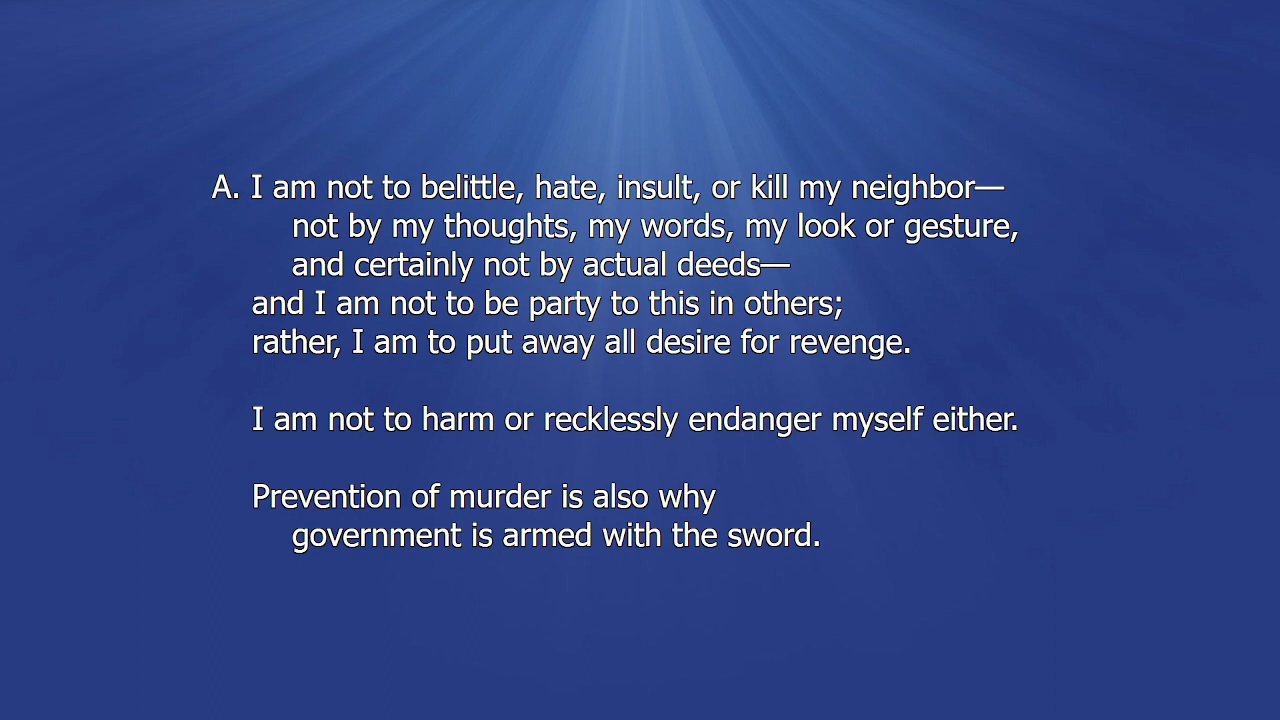 A. I am not to belittle, hate, insult, or kill my neighbor—
not by my thoughts, my words, my look or gesture,
and certainly not by actual deeds—
and I am not to be party to this in others;
rather, I am to put away all desire for revenge.
I am not to harm or recklessly endanger myself either.
Prevention of murder is also why
government is armed with the sword.